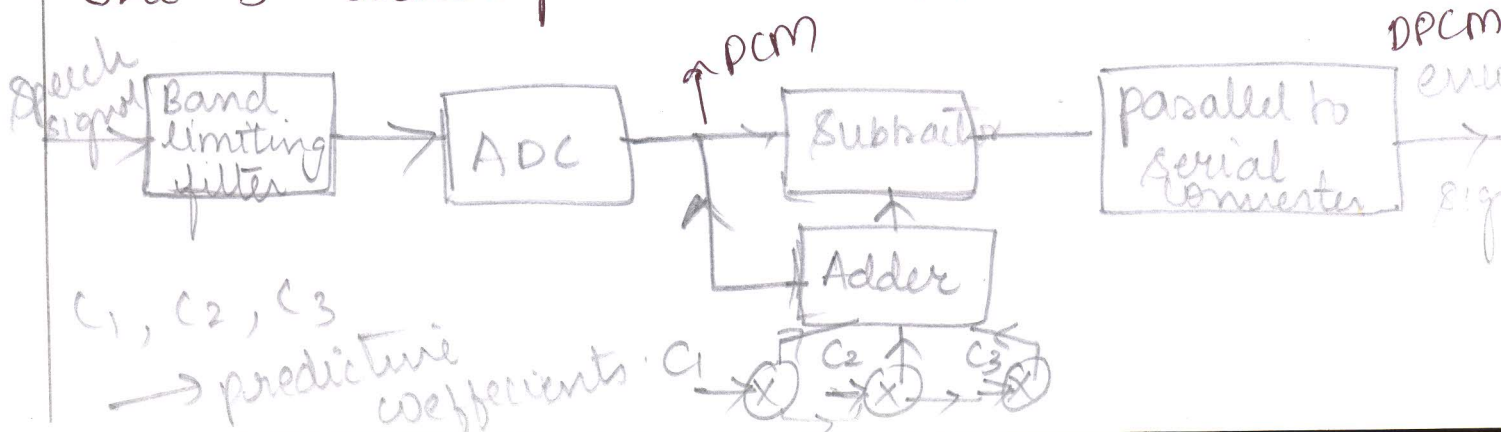 PCM
DPCM
Speech
signal
Band
limiting
filter
ADC
Subtractor
parallel to
serial
converter
Adder
C1, C2, C3
→ predictive
coeffecients
C1
C2
C3
X
X
X